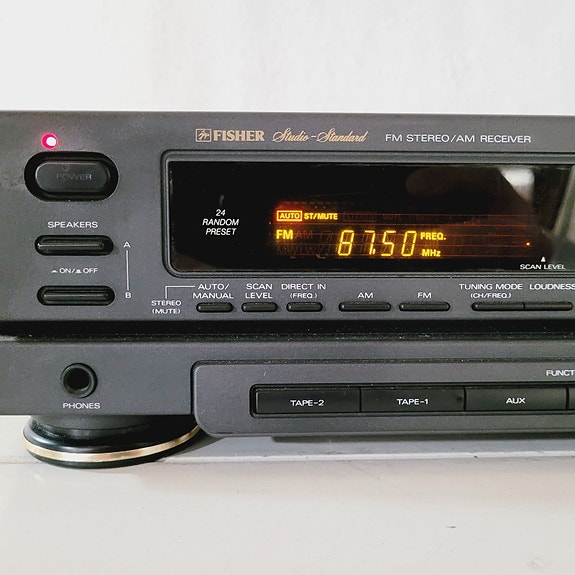 FISHER Studio-Standard FM STEREO/AM RECEIVER
POWER
24
RANDOM
PRESET
AUTO ST/MUTE
FM AM 87.50 FREQ.
MHz
SCAN LEVEL
SPEAKERS
A
ON/ OFF
B
STEREO
(MUTE)
AUTO/
MANUAL
SCAN
LEVEL
DIRECT IN
(FREQ.)
AM
FM
TUNING MODE
(CH/FREQ.)
LOUDNESS
PHONES
FUNCT
TAPE-2
TAPE-1
AUX